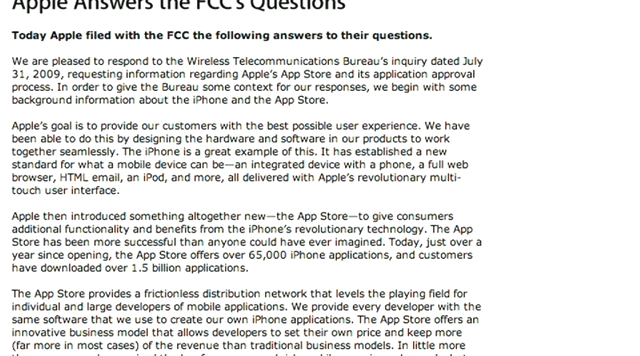 Apple Answers the FCC's Questions
Today Apple filed with the FCC the following answers to their questions.
We are pleased to respond to the Wireless Telecommunications Bureau's inquiry dated July
31, 2009, requesting information regarding Apple's App Store and its application approval
process. In order to give the Bureau some context for our responses, we begin with some
background information about the iPhone and the App Store.
Apple's goal is to provide our customers with the best possible user experience. We have
been able to do this by designing the hardware and software in our products to work
together seamlessly. The iPhone is a great example of this. It has established a new
standard for what a mobile device can be—an integrated device with a phone, a full web
browser, HTML email, an iPod, and more, all delivered with Apple's revolutionary multi-
touch user interface.
Apple then introduced something altogether new—the App Store—to give consumers
additional functionality and benefits from the iPhone's revolutionary technology. The App
Store has been more successful than anyone could have ever imagined. Today, just over a
year since opening, the App Store offers over 65,000 iPhone applications, and customers
have downloaded over 1.5 billion applications.
The App Store provides a frictionless distribution network that levels the playing field for
individual and large developers of mobile applications. We provide every developer with the
same software that we use to create our own iPhone applications. The App Store offers an
innovative business model that allows developers to set their own price and keep more
(far more in most cases) of the revenue than traditional business models. In little more